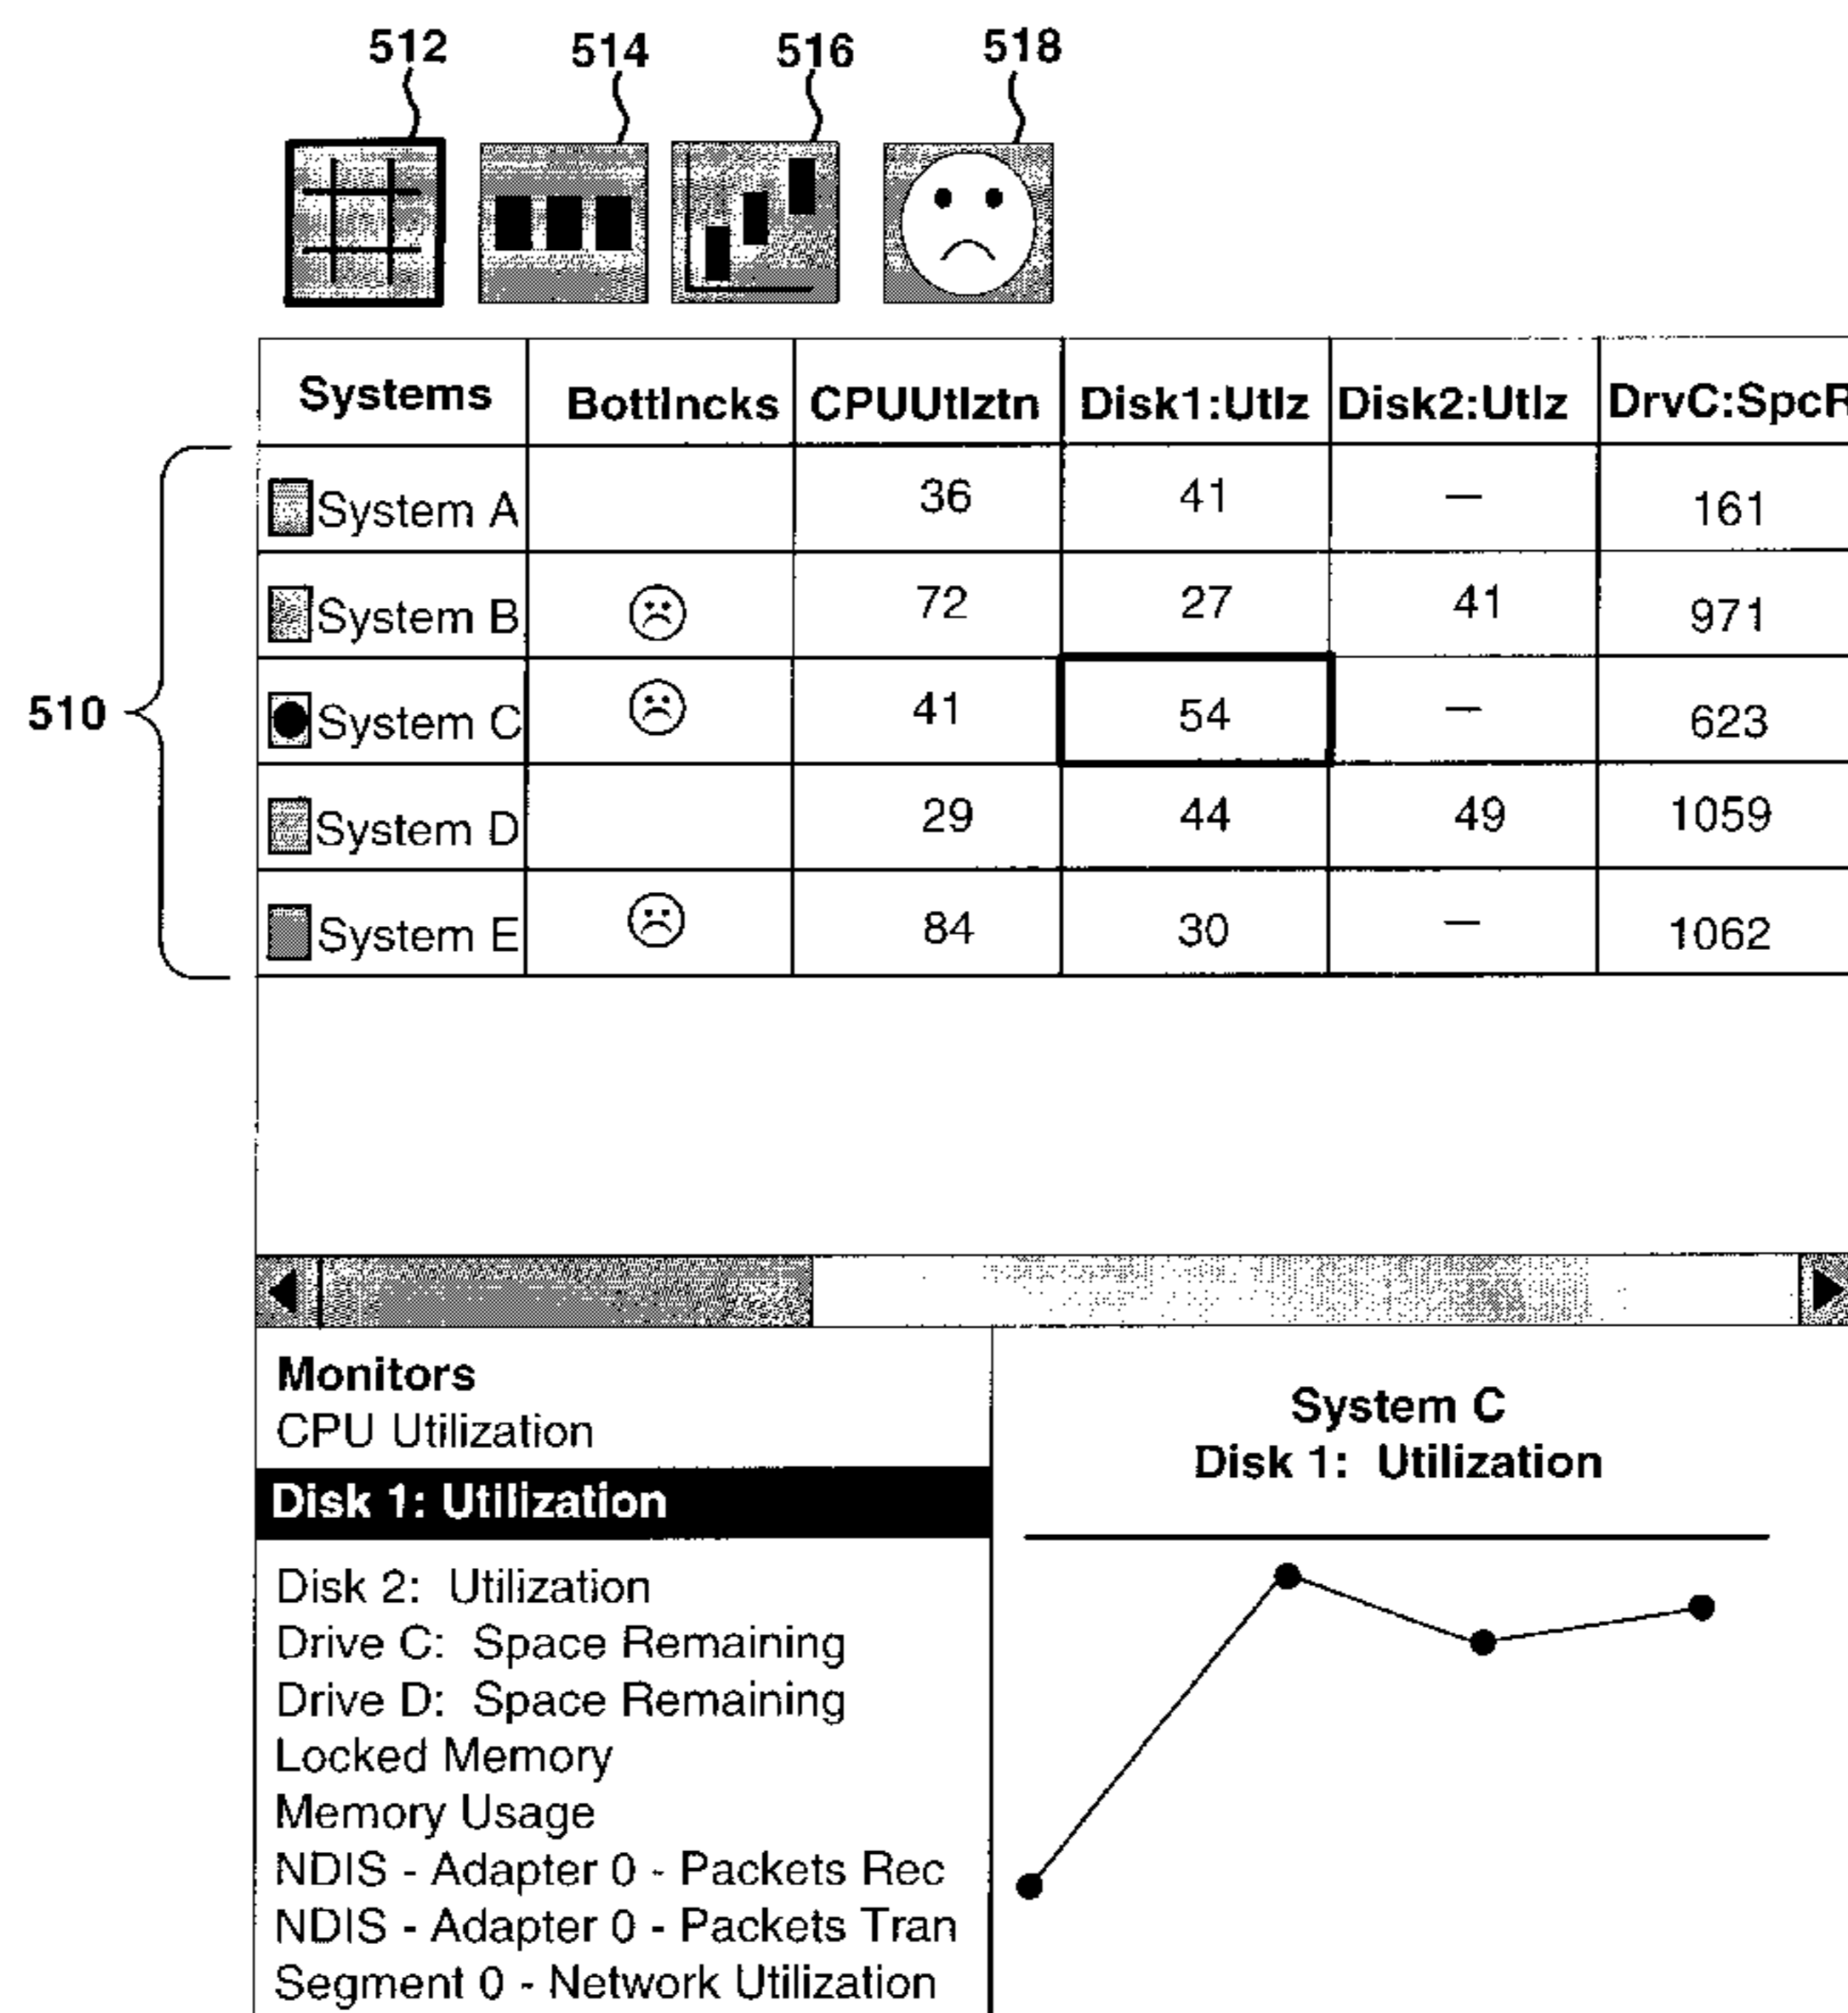 512 514 516 518
Systems Bottlncks CPUUtlztn Disk1:Utlz Disk2:Utlz DrvC:SpcR
System A 36 41 — 161
System B 72 27 41 971
510
System C 41 54 — 623
System D 29 44 49 1059
System E 84 30 — 1062
Monitors
CPU Utilization
Disk 1: Utilization
Disk 2: Utilization
Drive C: Space Remaining
Drive D: Space Remaining
Locked Memory
Memory Usage
NDIS - Adapter 0 - Packets Rec
NDIS - Adapter 0 - Packets Tran
Segment 0 - Network Utilization
System C
Disk 1: Utilization